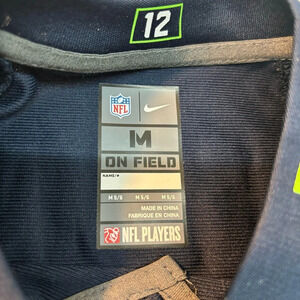 12
NFL
M
ON FIELD
NAME/#
M S/S M S/S M S/S
MADE IN CHINA
FABRIQUÉ EN CHINE
NFL PLAYERS